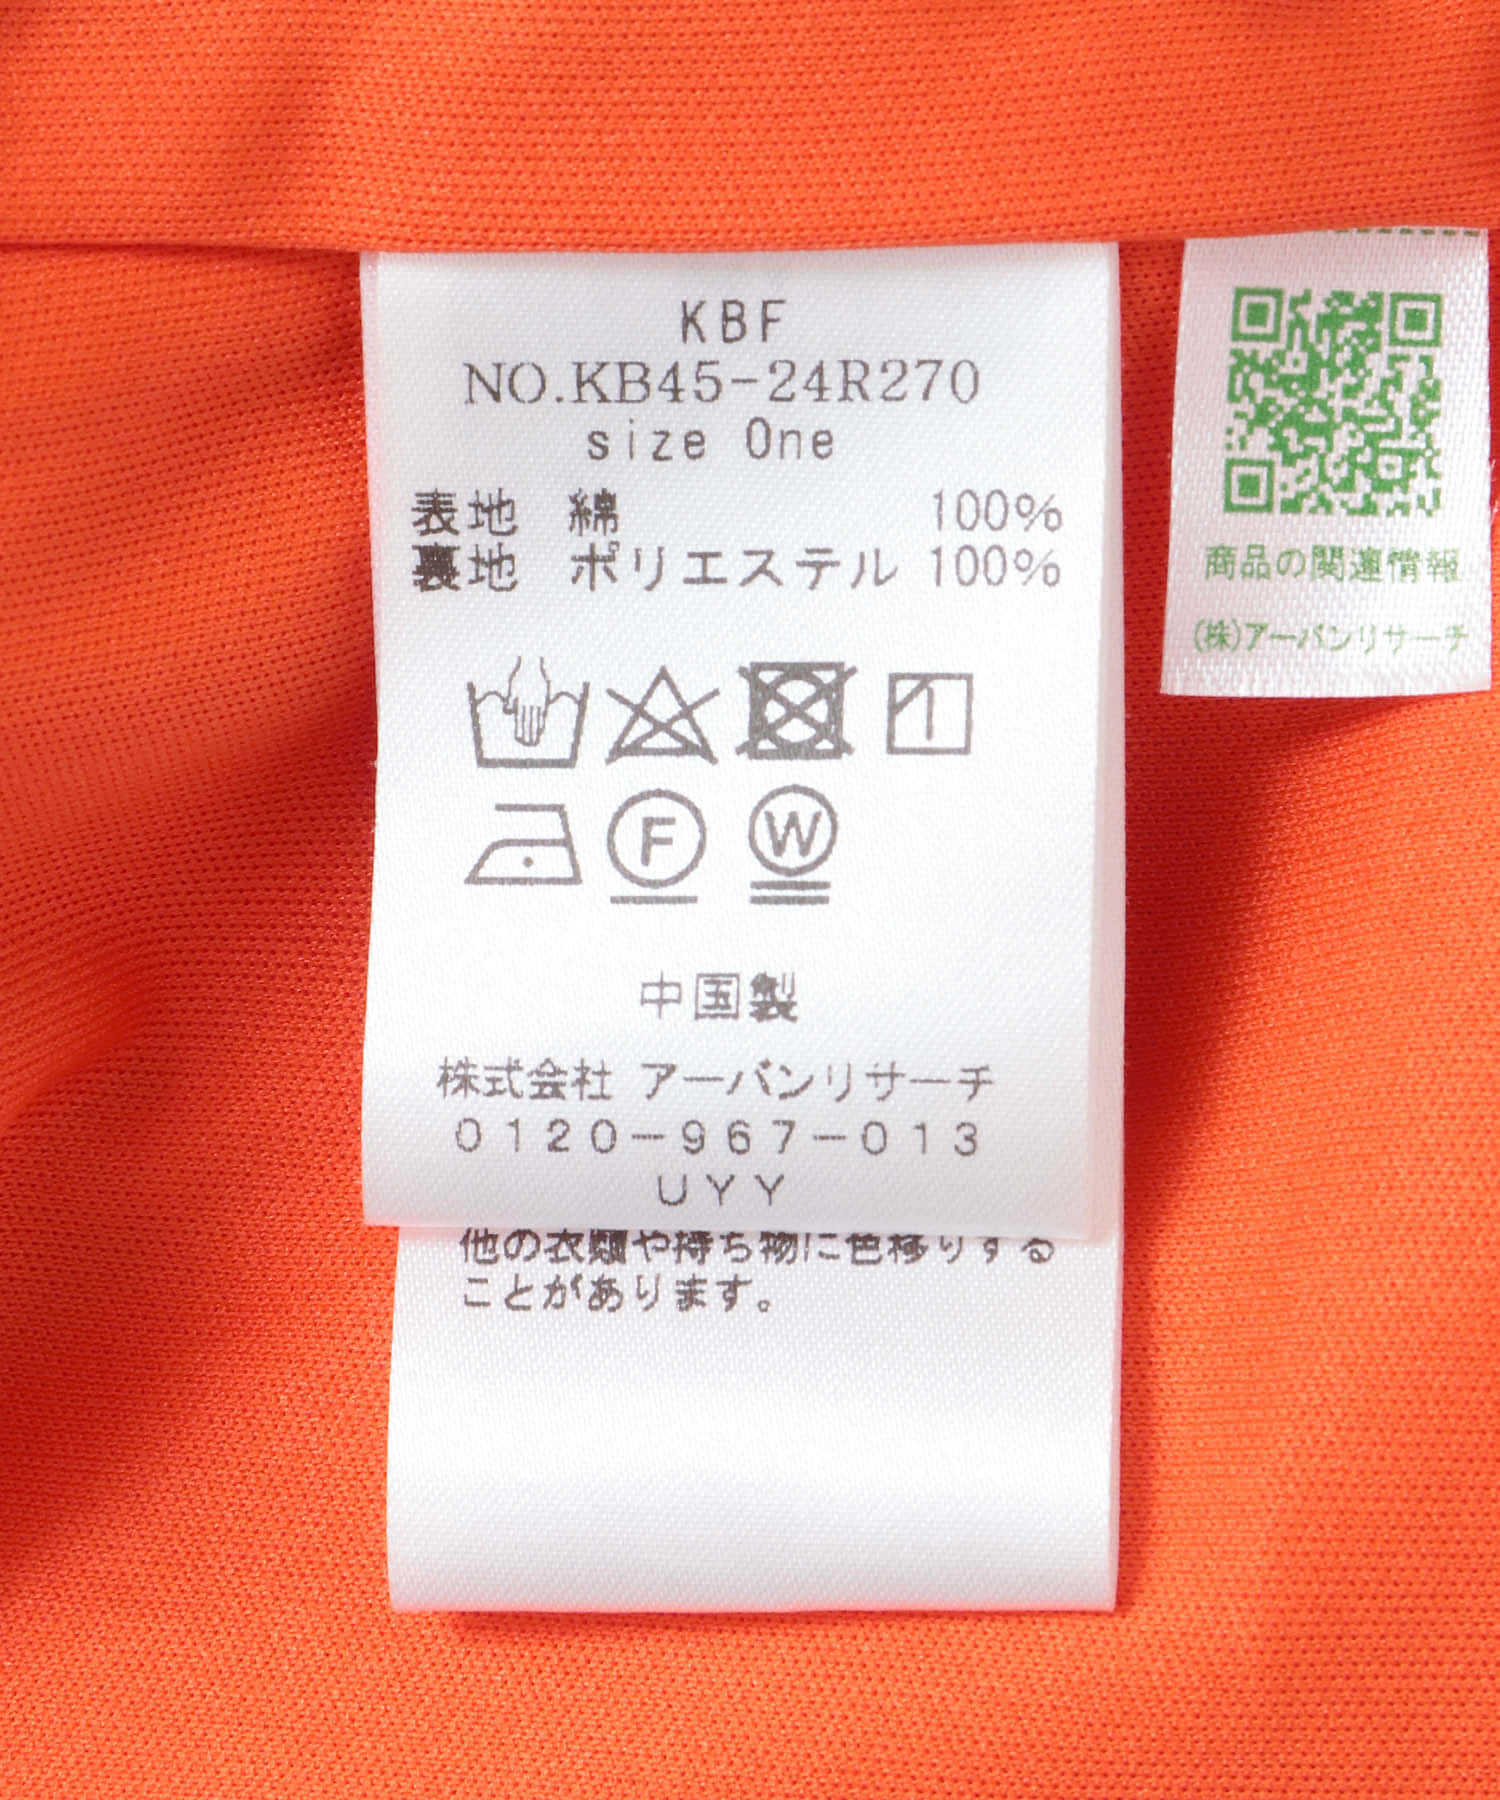 KBF
NO.KB45-24R270
size One
表地 綿 100%
裏地 ポリエステル 100%
F W
中国製
株式会社 アーバンリサーチ
0120-967-013
UYY
他の衣類や持ち物に色移りする
ことがあります。
商品の関連情報
(株)アーバンリサーチ